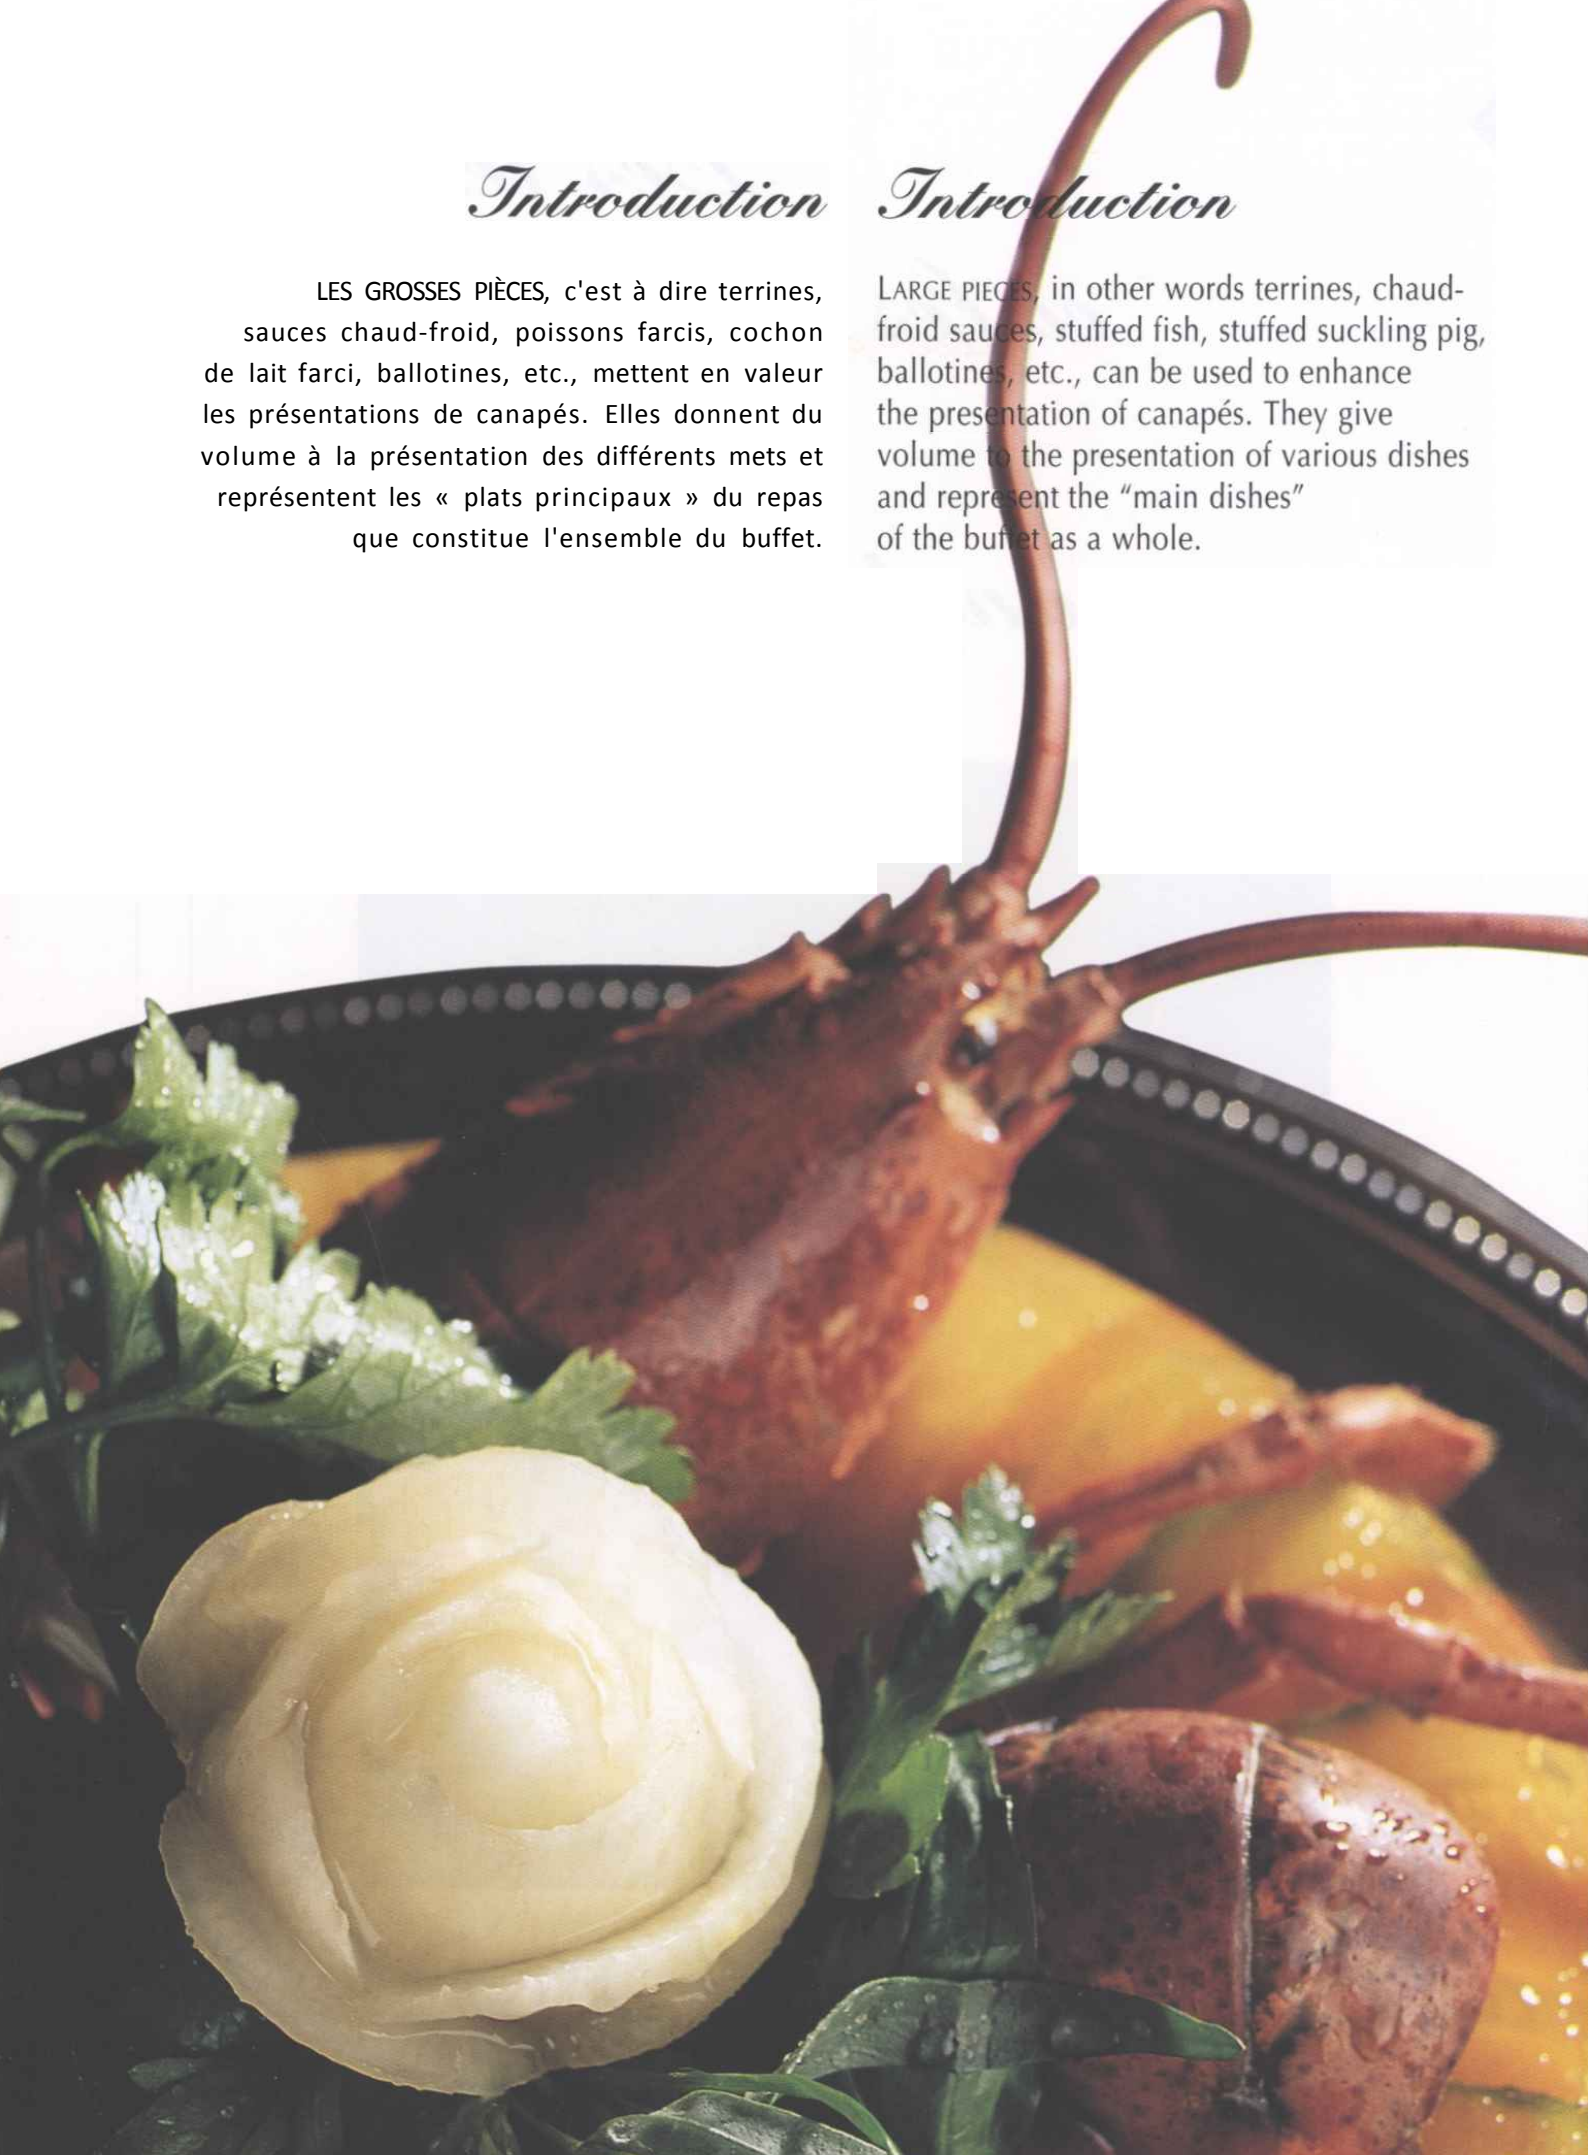 Introduction
LES GROSSES PIÈCES, c'est à dire terrines,
sauces chaud-froid, poissons farcis, cochon
de lait farci, ballotines, etc., mettent en valeur
les présentations de canapés. Elles donnent du
volume à la présentation des différents mets et
représentent les « plats principaux » du repas
que constitue l'ensemble du buffet.
Introduction
LARGE PIECES, in other words terrines, chaud-
froid sauces, stuffed fish, stuffed suckling pig,
ballotines, etc., can be used to enhance
the presentation of canapés. They give
volume to the presentation of various dishes
and represent the “main dishes”
of the buffet as a whole.